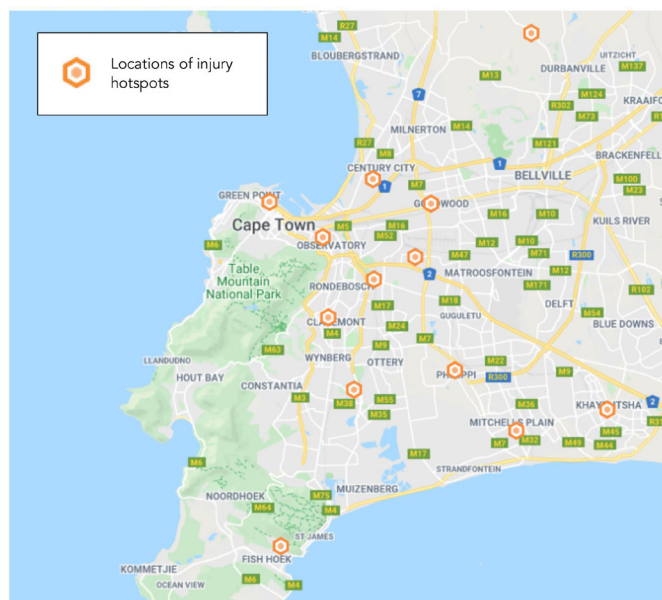 Locations of injury
hotspots
R27
M14
BLOUBERGSTRAND
UITZICHT
M137
DURBANVILLE
M13
7
M124
R302
M73
KRAAIFO
MILNERTON
M14
R27
M8
M121
BRACKENFELL
CENTURY CITY
1
1
M7
BELLVILLE
M100
M23
GREEN POINT
Cape Town
M5
M16
M52
M16
M10
KUILS RIVER
M6
OBSERVATORY
M12
M10
M47
M71
R300
Table
Mountain
National Park
2
MATROOSFONTEIN
M12
M171
R102
RONDEBOSCH
M17
M18
DELFT
GUGULETU
M54
BLUE DOWNS
M4
M24
M7
M63
M9
WYNBERG
OTTERY
M22
LLANDUDNO
HOUT BAY
CONSTANTIA
R300
M9
M3
M38
M55
M35
M36
2
MITCHELLS PLAIN
M7
M32
M45
M49
M44
M17
STRANDFONTEIN
M6
MUIZENBERG
NOORDHOEK
M75
M64
M4
ST JAMES
FISH HOEK
KOMMETJIE
OCEAN VIEW
M6
M4